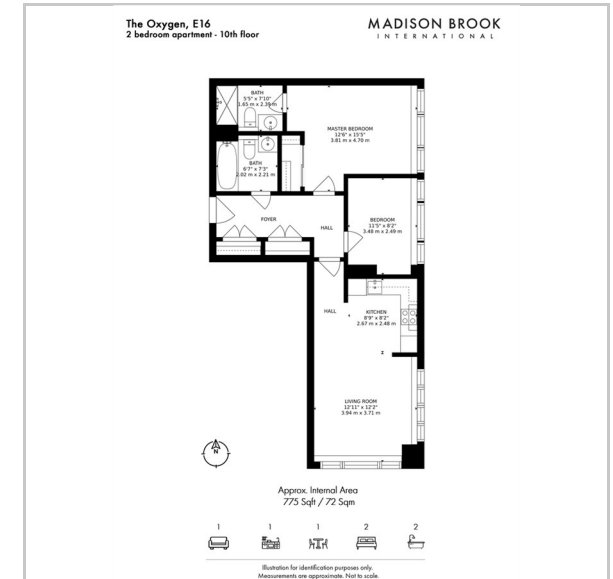 The Oxygen, E16
2 bedroom apartment - 10th floor
MADISON BROOK
INTERNATIONAL
BATH
5'5" x 7'10"
1.65 m x 2.39 m
MASTER BEDROOM
12'6" x 15'5"
3.81 m x 4.70 m
BATH
6'7" x 7'3"
2.02 m x 2.21 m
BEDROOM
11'5" x 8'2"
3.48 m x 2.49 m
FOYER
HALL
HALL
KITCHEN
8'9" x 8'2"
2.67 m x 2.48 m
LIVING ROOM
12'11" x 12'2"
3.94 m x 3.71 m
N
Approx. Internal Area
775 Sqft / 72 Sqm
1 1 1 2 2
Illustration for identification purposes only.
Measurements are approximate. Not to scale.